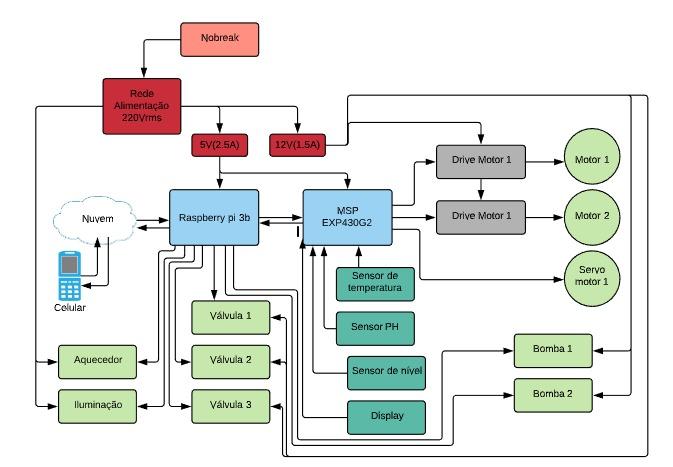 Nobreak
Rede
Alimentação
220Vrms
5V(2.5A)
12V(1.5A)
Drive Motor 1
Motor 1
Nuvem
Raspberry pi 3b
MSP
EXP430G2
Drive Motor 1
Motor 2
Celular
Sensor de
temperatura
Servo
motor 1
Válvula 1
Sensor PH
Aquecedor
Válvula 2
Sensor de nível
Bomba 1
Iluminação
Válvula 3
Display
Bomba 2